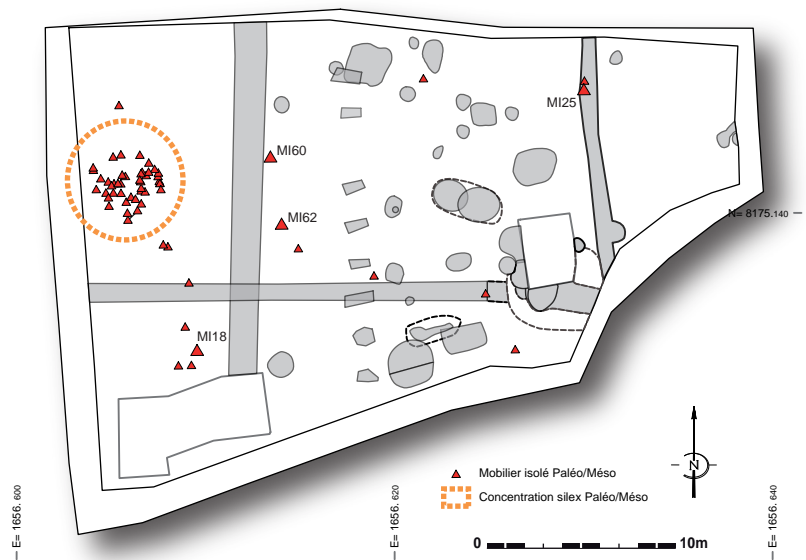 MI25
MI60
MI62
N= 8175.140
MI18
N
Mobilier isolé Paléo/Méso
Concentration silex Paléo/Méso
E= 1656. 600
E= 1656. 620
E= 1656. 640
0 10m